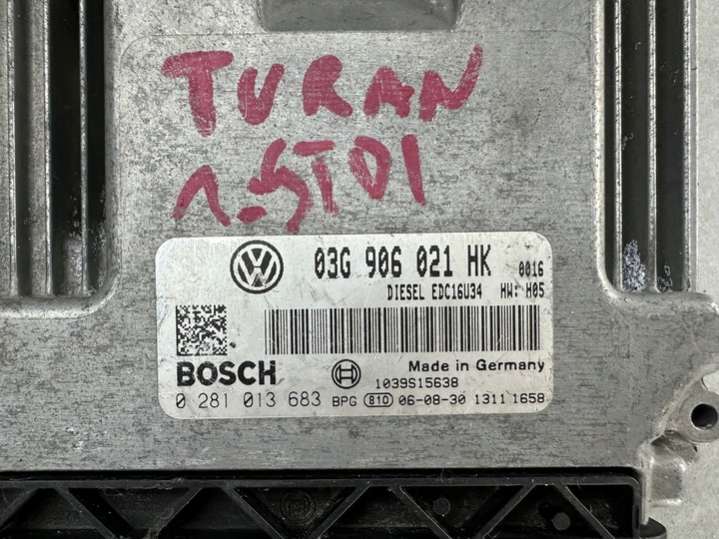 TURAN
1.9TDI
03G 906 021 HK 0016
DIESEL EDC16U34 HW: H05
BOSCH
Made in Germany
1039S15638
0 281 013 683 BPG 810 06-08-30 1311 1658